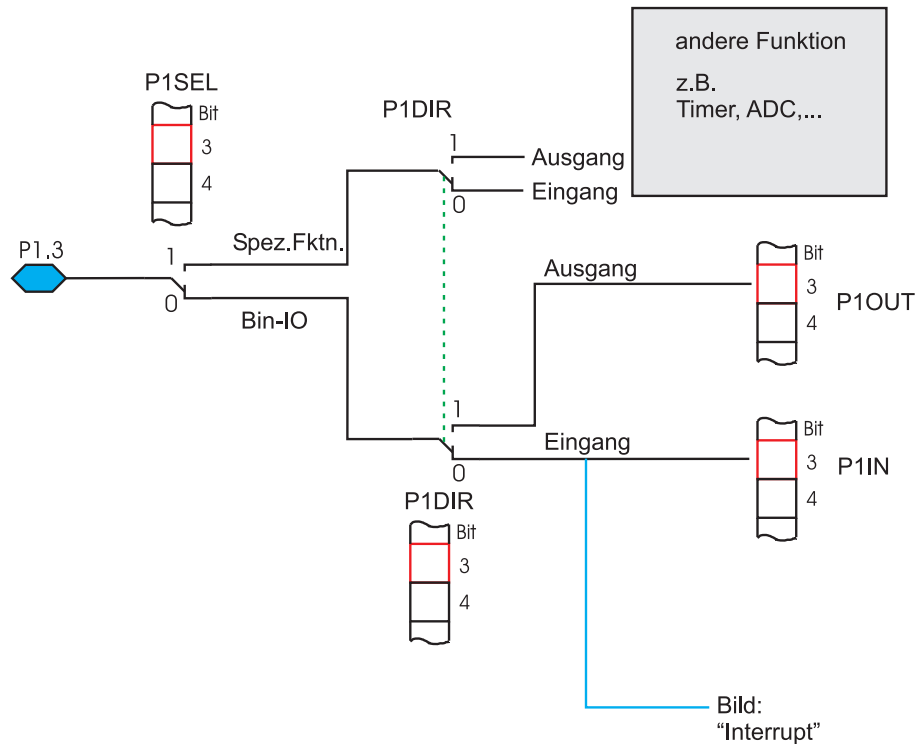 andere Funktion
z.B.
Timer, ADC,...
P1SEL
Bit
3
4
P1DIR
1
Ausgang
Eingang
0
P1.3
1
Spez.Fktn.
0
Bin-IO
Ausgang
Bit
3
4
P1OUT
1
Eingang
0
Bit
3
4
P1IN
P1DIR
Bit
3
4
Bild:
“Interrupt”